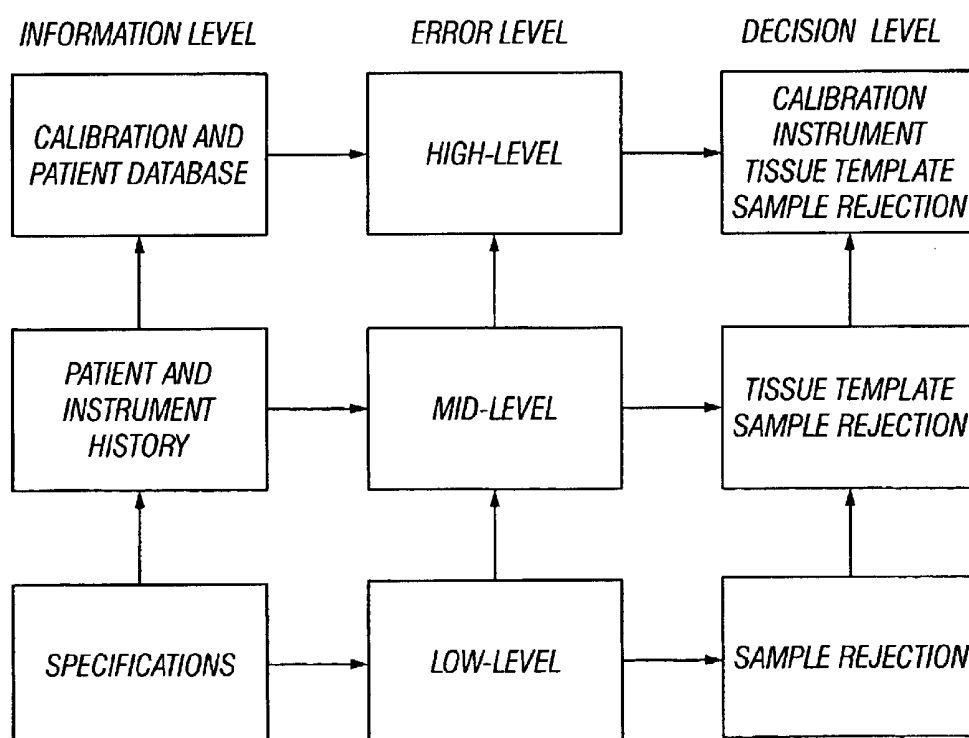 INFORMATION LEVEL
ERROR LEVEL
DECISION LEVEL
CALIBRATION AND
PATIENT DATABASE
HIGH-LEVEL
CALIBRATION
INSTRUMENT
TISSUE TEMPLATE
SAMPLE REJECTION
PATIENT AND
INSTRUMENT
HISTORY
MID-LEVEL
TISSUE TEMPLATE
SAMPLE REJECTION
SPECIFICATIONS
LOW-LEVEL
SAMPLE REJECTION